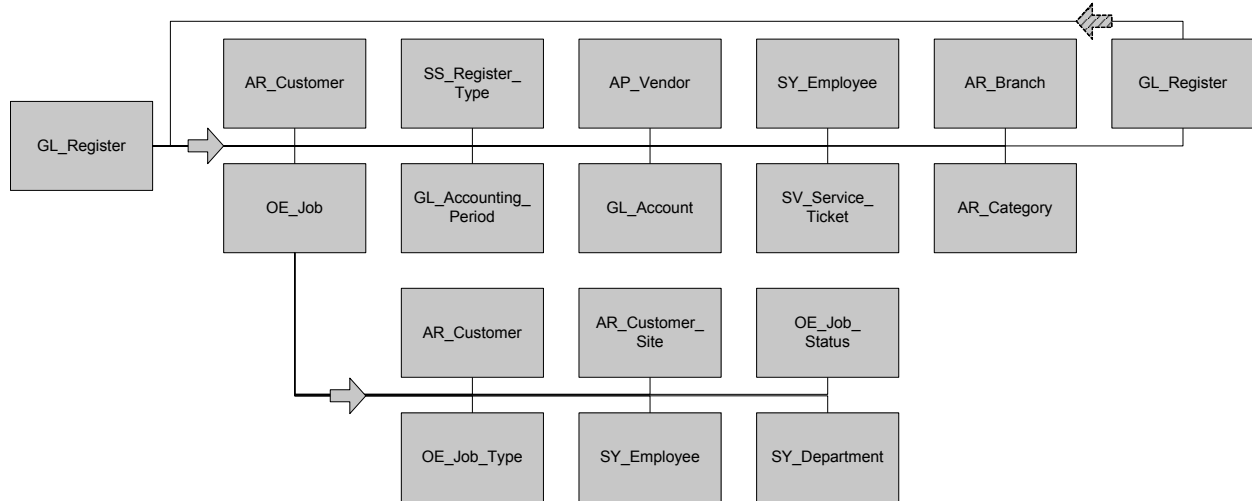 AR_Customer
SS_Register_
Type
AP_Vendor
SY_Employee
AR_Branch
GL_Register
GL_Register
OE_Job
GL_Accounting_
Period
GL_Account
SV_Service_
Ticket
AR_Category
AR_Customer
AR_Customer_
Site
OE_Job_
Status
OE_Job_Type
SY_Employee
SY_Department